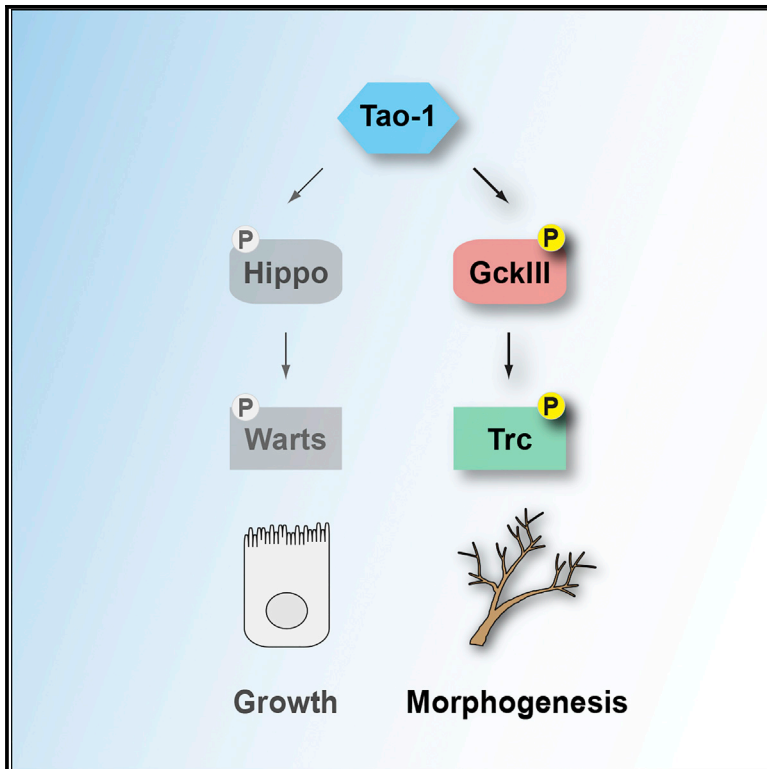 Tao-1
P
P
Hippo
GckIII
P
P
Warts
Trc
Growth
Morphogenesis